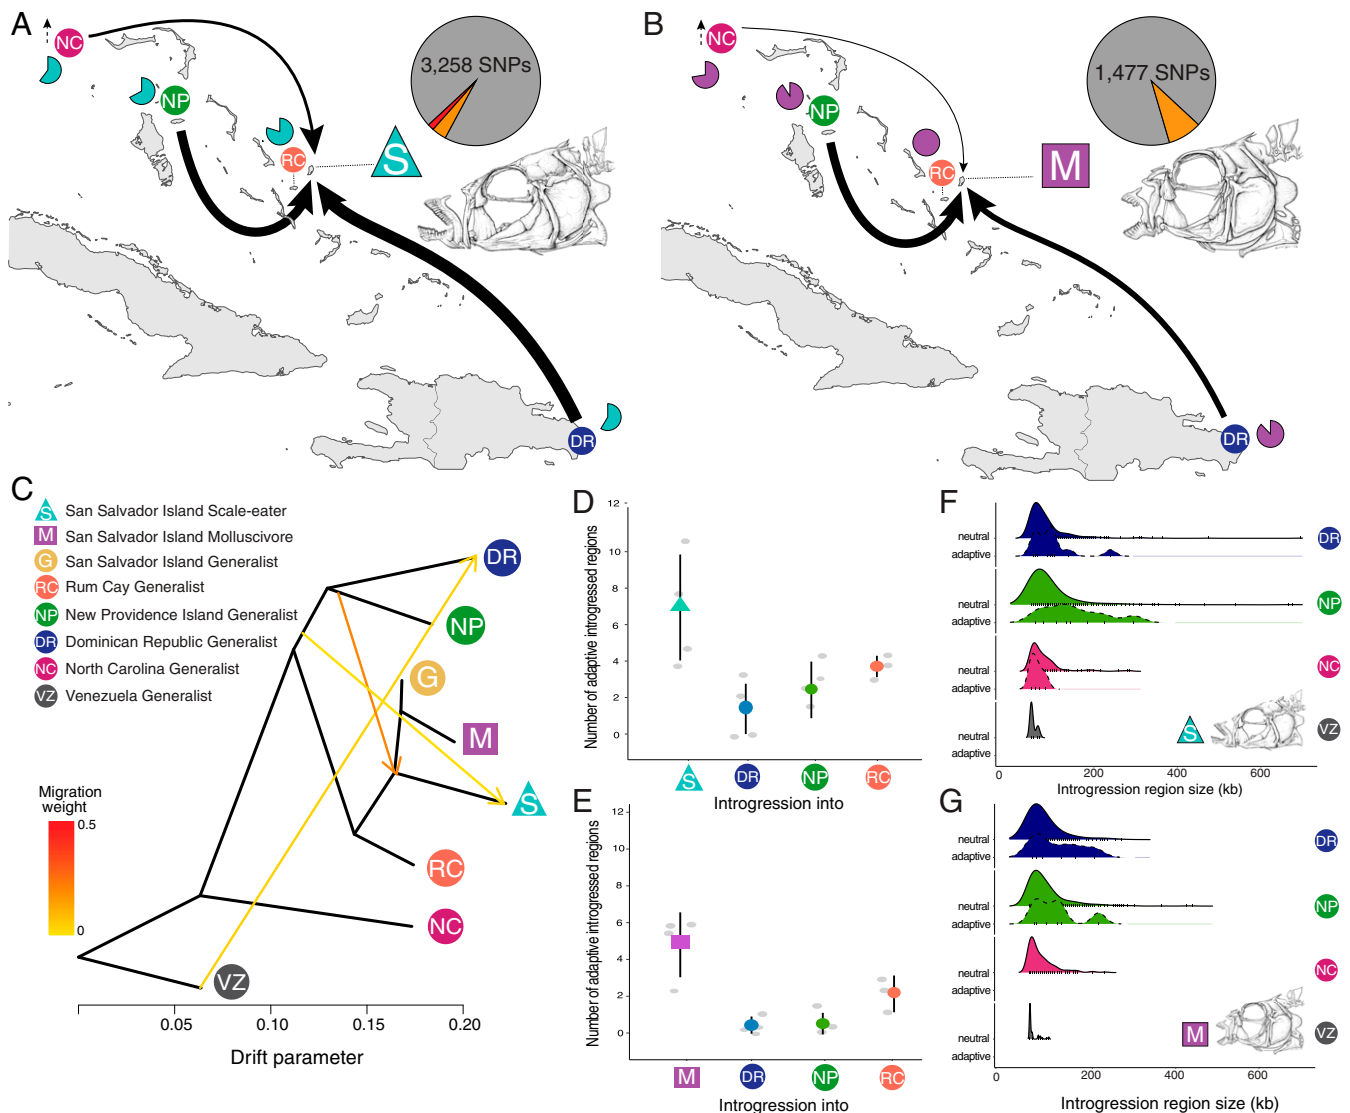 A
NC
NP
RC
3,258 SNPs
S
DR
B
NC
NP
RC
1,477 SNPs
M
DR
C
S San Salvador Island Scale-eater
M San Salvador Island Molluscivore
G San Salvador Island Generalist
RC Rum Cay Generalist
NP New Providence Island Generalist
DR Dominican Republic Generalist
NC North Carolina Generalist
VZ Venezuela Generalist
DR
NP
G
M
S
RC
NC
VZ
Migration
weight
0.5
0
0.05 0.10 0.15 0.20
Drift parameter
D
Number of adaptive introgressed regions
12
10
8
6
4
2
0
S DR NP RC
Introgression into
E
Number of adaptive introgressed regions
12
10
8
6
4
2
0
M DR NP RC
Introgression into
F
neutral
adaptive
DR
neutral
adaptive
NP
neutral
adaptive
NC
neutral
adaptive
S
VZ
0 200 400 600
Introgression region size (kb)
G
neutral
adaptive
DR
neutral
adaptive
NP
neutral
adaptive
NC
neutral
adaptive
M
VZ
0 200 400 600
Introgression region size (kb)